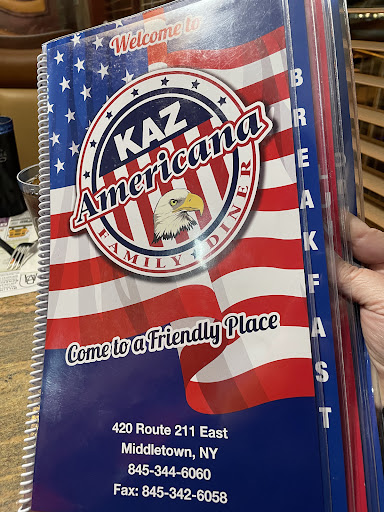 Welcome to
KAZ
Americana
FAMILY DINER
Come to a Friendly Place
420 Route 211 East
Middletown, NY
845-344-6060
Fax: 845-342-6058
BREAKFAST